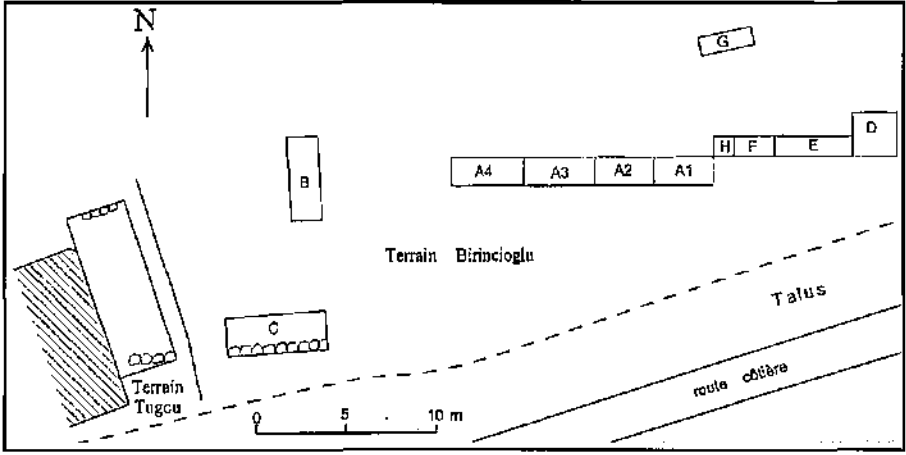 N
G
D
H F E
A4 A3 A2 A1
B
Terrain Birincioglu
Talus
C
route côtière
Terrain
Tugcu
0 5 10 m